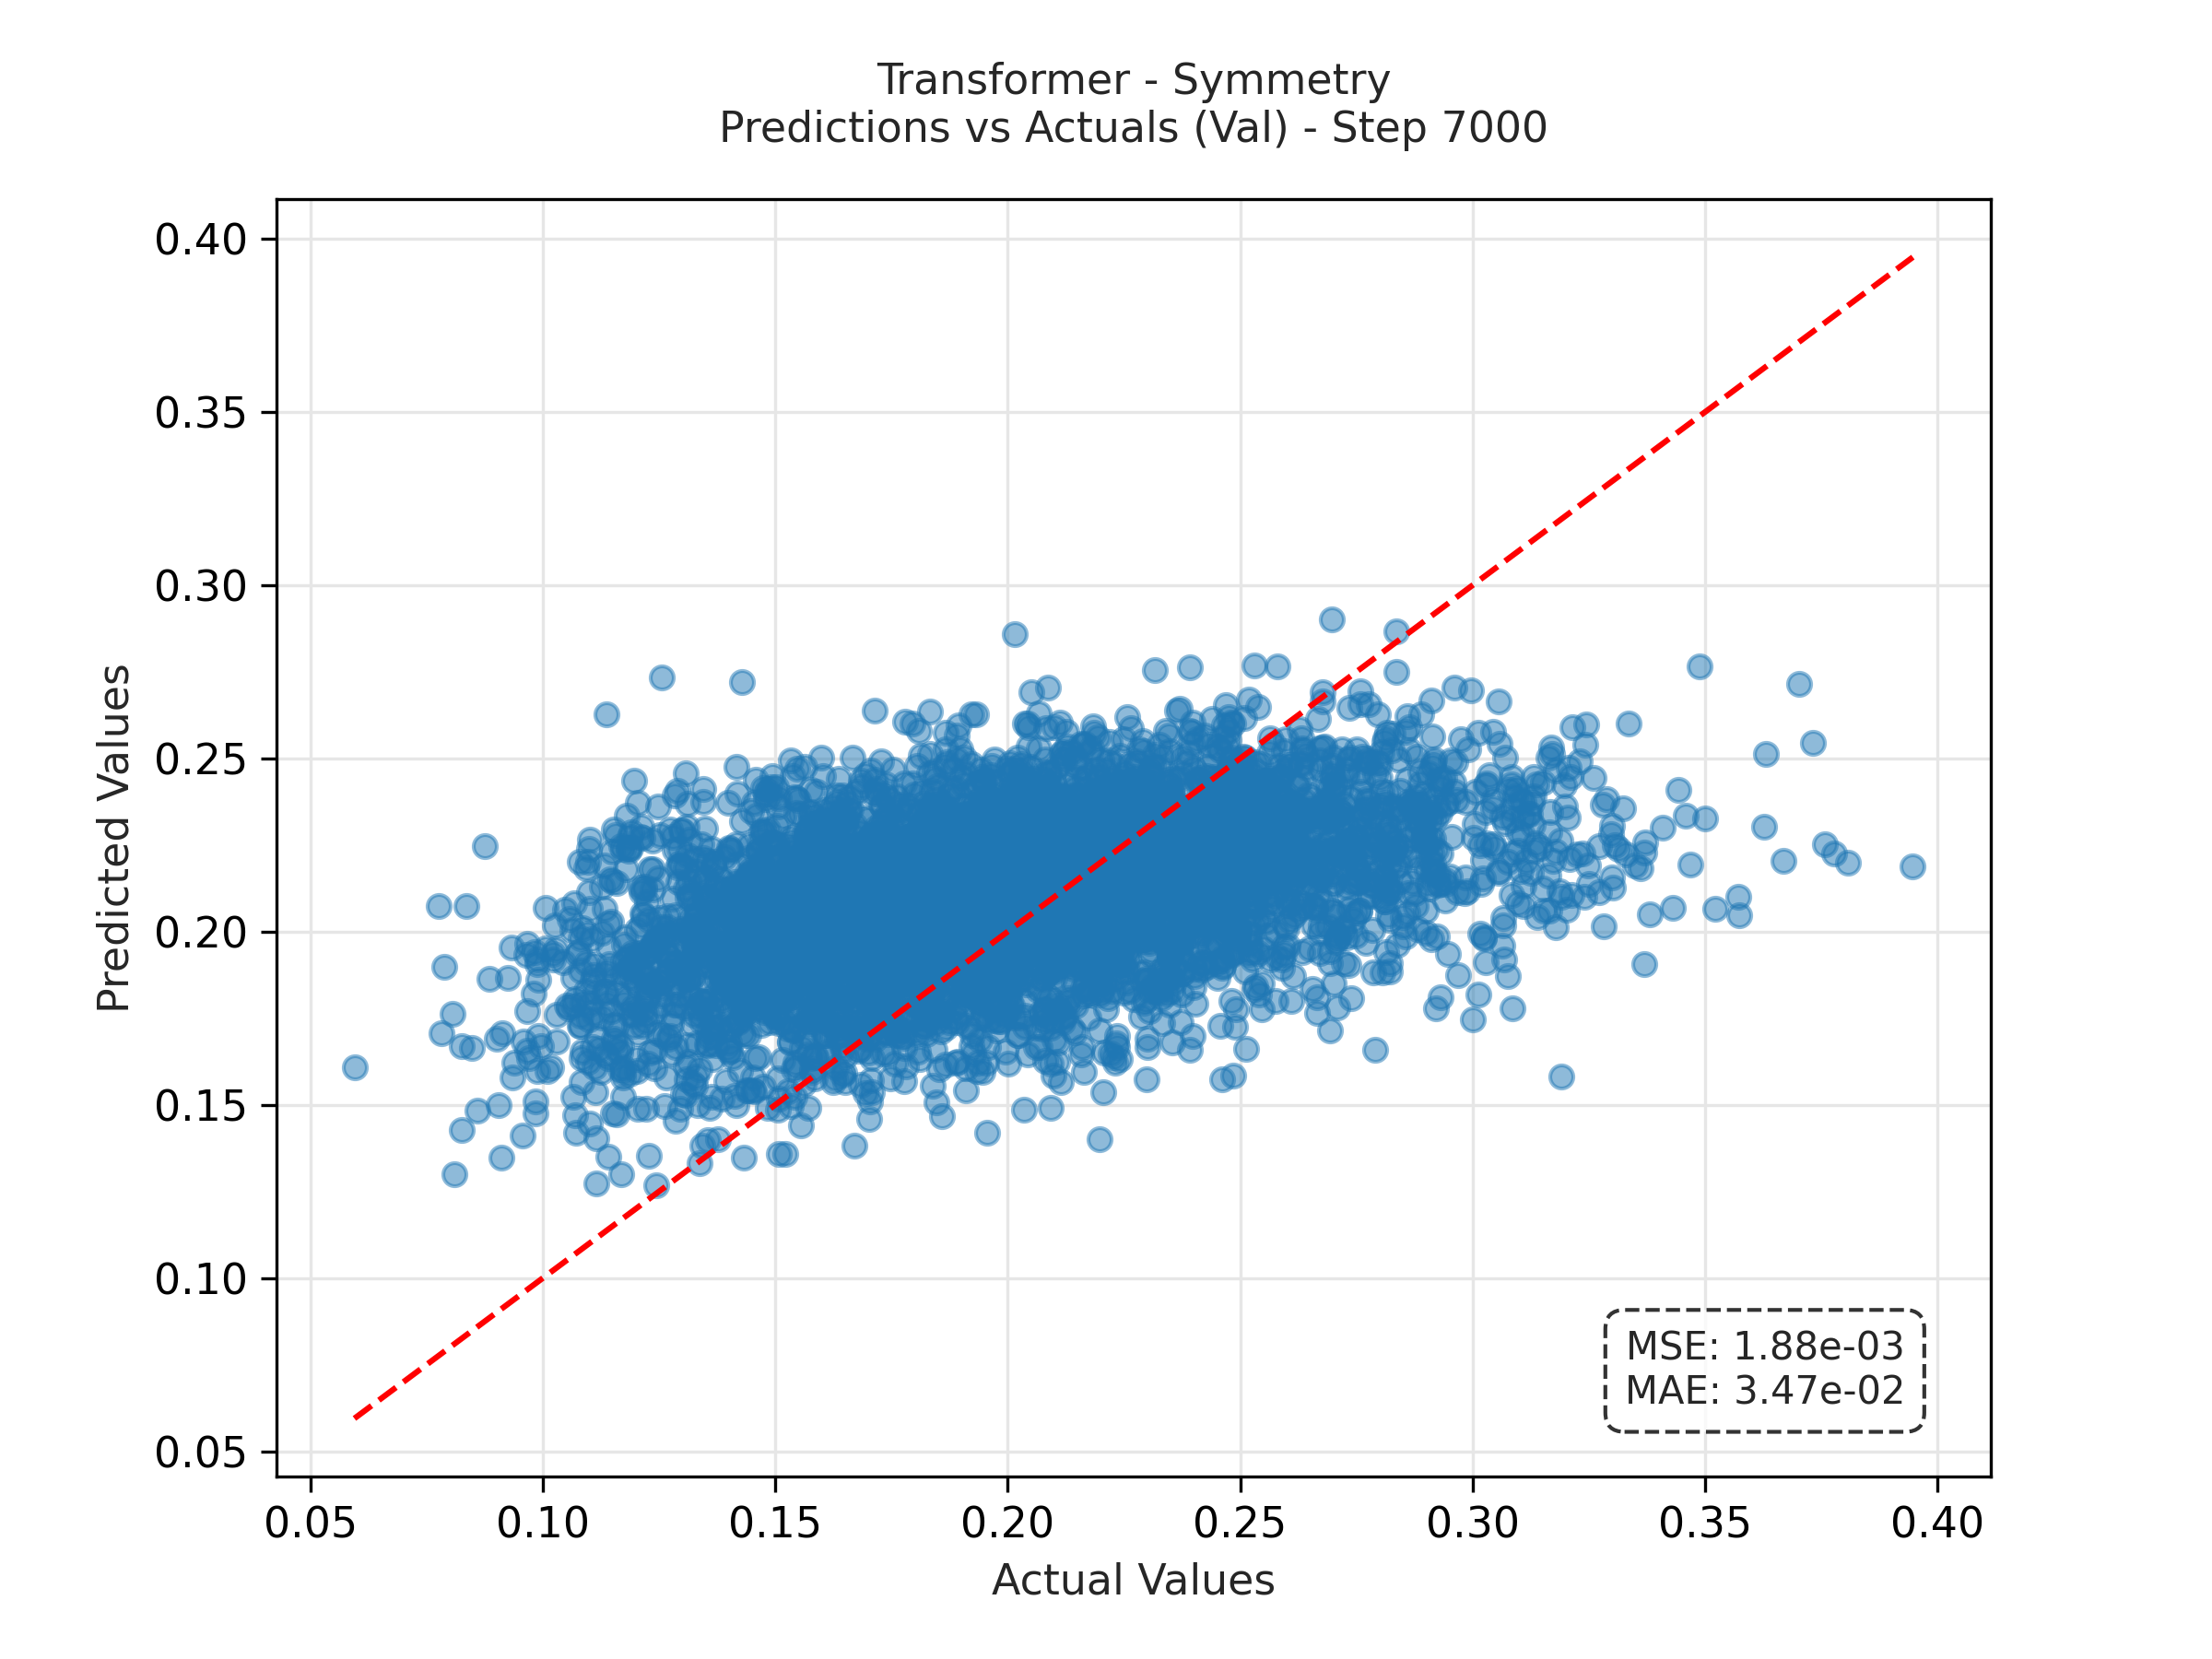 Transformer - Symmetry
Predictions vs Actuals (Val) - Step 7000
0.40
0.35
0.30
0.25
0.20
0.15
0.10
0.05
Predicted Values
MSE: 1.88e-03
MAE: 3.47e-02
0.05 0.10 0.15 0.20 0.25 0.30 0.35 0.40
Actual Values